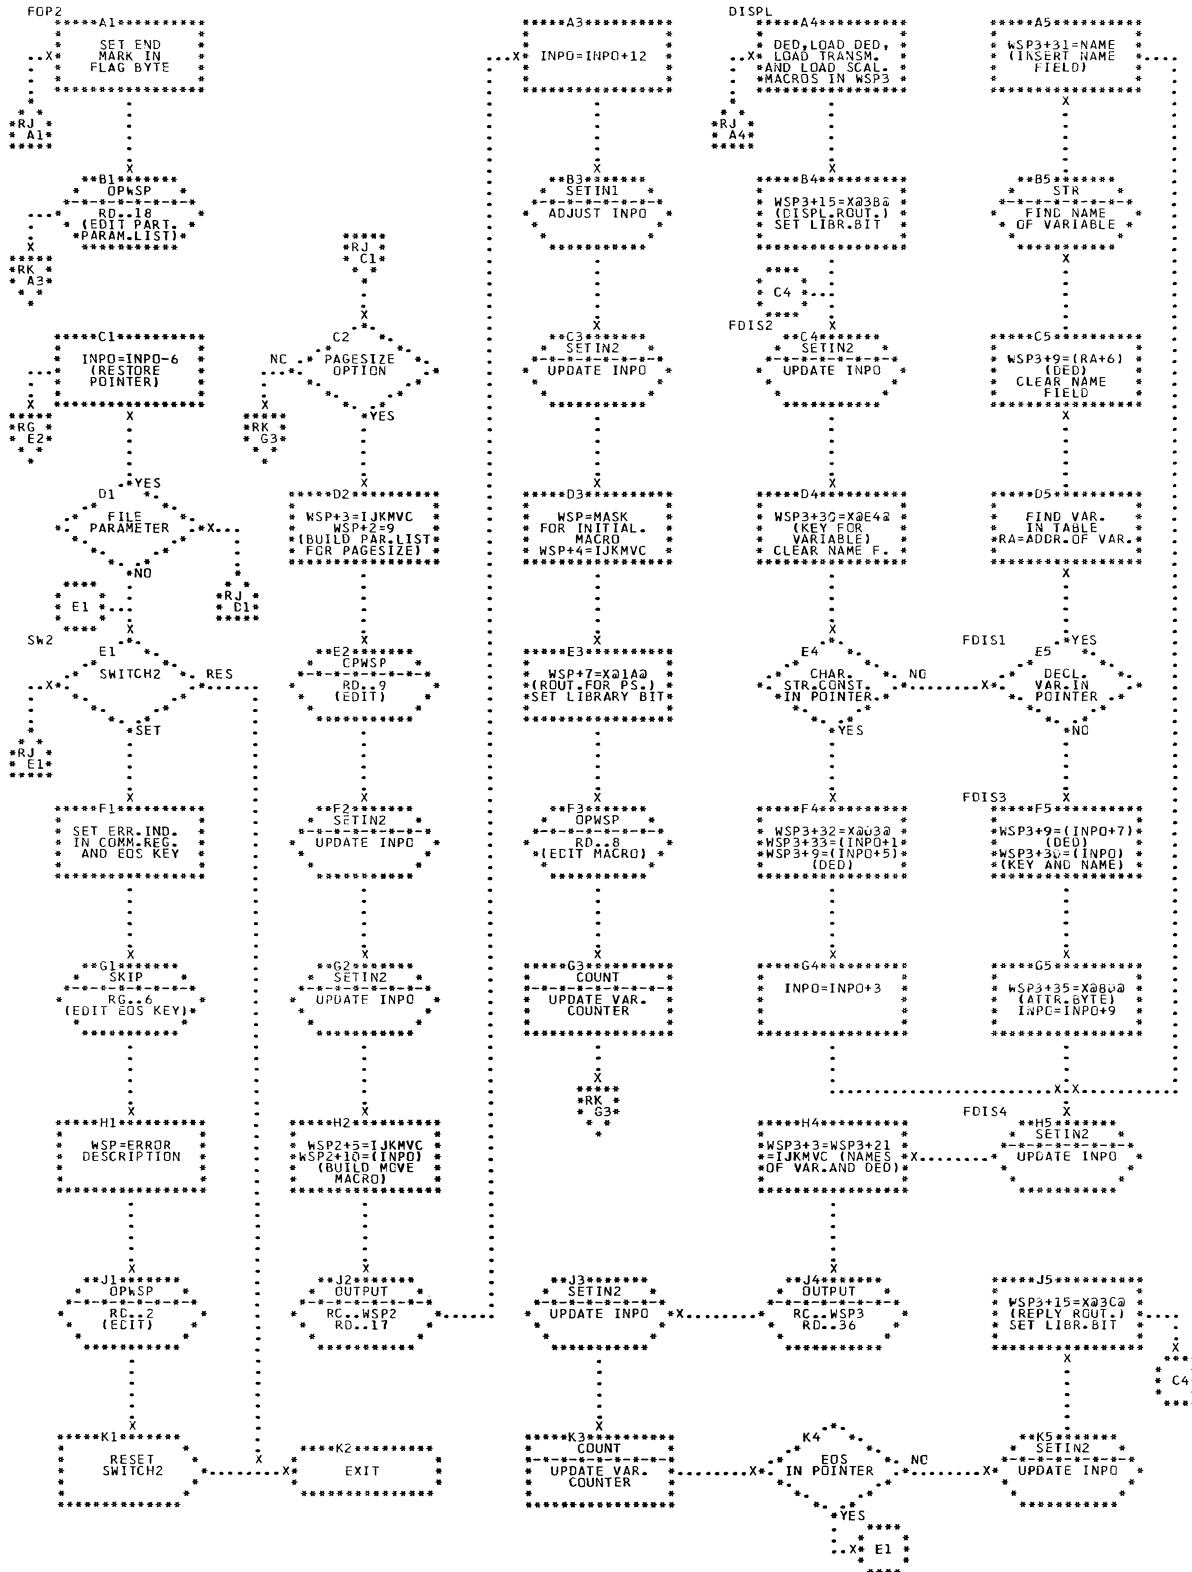 FOP2
A1
SET END
MARK IN
FLAG BYTE
RJ
A1
B1
OPWSP
RD..18
(EDIT PART.
PARAM.LIST)
RK
A3
C1
INPO=INPO-6
(RESTORE
POINTER)
RG
E2
YES
D1
FILE
PARAMETER
NO
RJ
D1
E1
SW2
E1
SWITCH2
RES
SET
RJ
E1
F1
SET ERR.IND.
IN COMM.REG.
AND EOS KEY
G1
SKIP
RG..6
(EDIT EOS KEY)
H1
WSP=ERROR
DESCRIPTION
J1
OPWSP
RD..2
(EDIT)
K1
RESET
SWITCH2
RJ
C1
C2
PAGESIZE
OPTION
NO
YES
RK
G3
D2
WSP+3=IJKMVC
WSP+2=9
(BUILD PAR.LIST
FOR PAGESIZE)
E2
OPWSP
RD..9
(EDIT)
F2
SETIN2
UPDATE INPO
G2
SETIN2
UPDATE INPO
H2
WSP2+5=IJKMVC
WSP2+10=(INPO)
(BUILD MOVE
MACRO)
J2
OUTPUT
RC..WSP2
RD..17
K2
EXIT
A3
INPO=INPO+12
B3
SETIN1
ADJUST INPO
C3
SETIN2
UPDATE INPO
D3
WSP=MASK
FOR INITIAL.
MACRO
WSP+4=IJKMVC
E3
WSP+7=X@1A@
(ROUT.FOR PS.)
SET LIBRARY BIT
F3
OPWSP
RD..8
(EDIT MACRO)
G3
COUNT
UPDATE VAR.
COUNTER
RK
G3
J3
SETIN2
UPDATE INPO
K3
COUNT
UPDATE VAR.
COUNTER
DISPL
A4
DED,LOAD DED,
LOAD TRANSM.
AND LOAD SCAL.
MACROS IN WSP3
RJ
A4
B4
WSP3+15=X@3B@
(DISPL.ROUT.)
SET LIBR.BIT
C4
FDIS2
C4
SETIN2
UPDATE INPO
D4
WSP3+30=X@E4@
(KEY FOR
VARIABLE)
CLEAR NAME F.
E4
CHAR.
STR.CONST.
IN POINTER
NO
YES
F4
WSP3+32=X@03@
WSP3+33=(INPO+1
WSP3+9=(INPO+5)
(DED)
G4
INPO=INPO+3
H4
WSP3+3=WSP3+21
=IJKMVC (NAMES
OF VAR.AND DED)
J4
OUTPUT
RC..WSP3
RD..36
K4
EOS
IN POINTER
NO
YES
E1
A5
WSP3+31=NAME
(INSERT NAME
FIELD)
B5
STR
FIND NAME
OF VARIABLE
C5
WSP3+9=(RA+6)
(DED)
CLEAR NAME
FIELD
D5
FIND VAR.
IN TABLE
RA=ADDR.OF VAR.
FDIS1
YES
E5
DECL.
VAR.IN
POINTER
NO
FDIS3
F5
WSP3+9=(INPO+7)
(DED)
WSP3+30=(INPO)
(KEY AND NAME)
G5
WSP3+35=X@80@
(ATTR.BYTE)
INPO=INPO+9
FDIS4
H5
SETIN2
UPDATE INPO
J5
WSP3+15=X@3C@
(REPLY ROUT.)
SET LIBR.BIT
C4
K5
SETIN2
UPDATE INPO